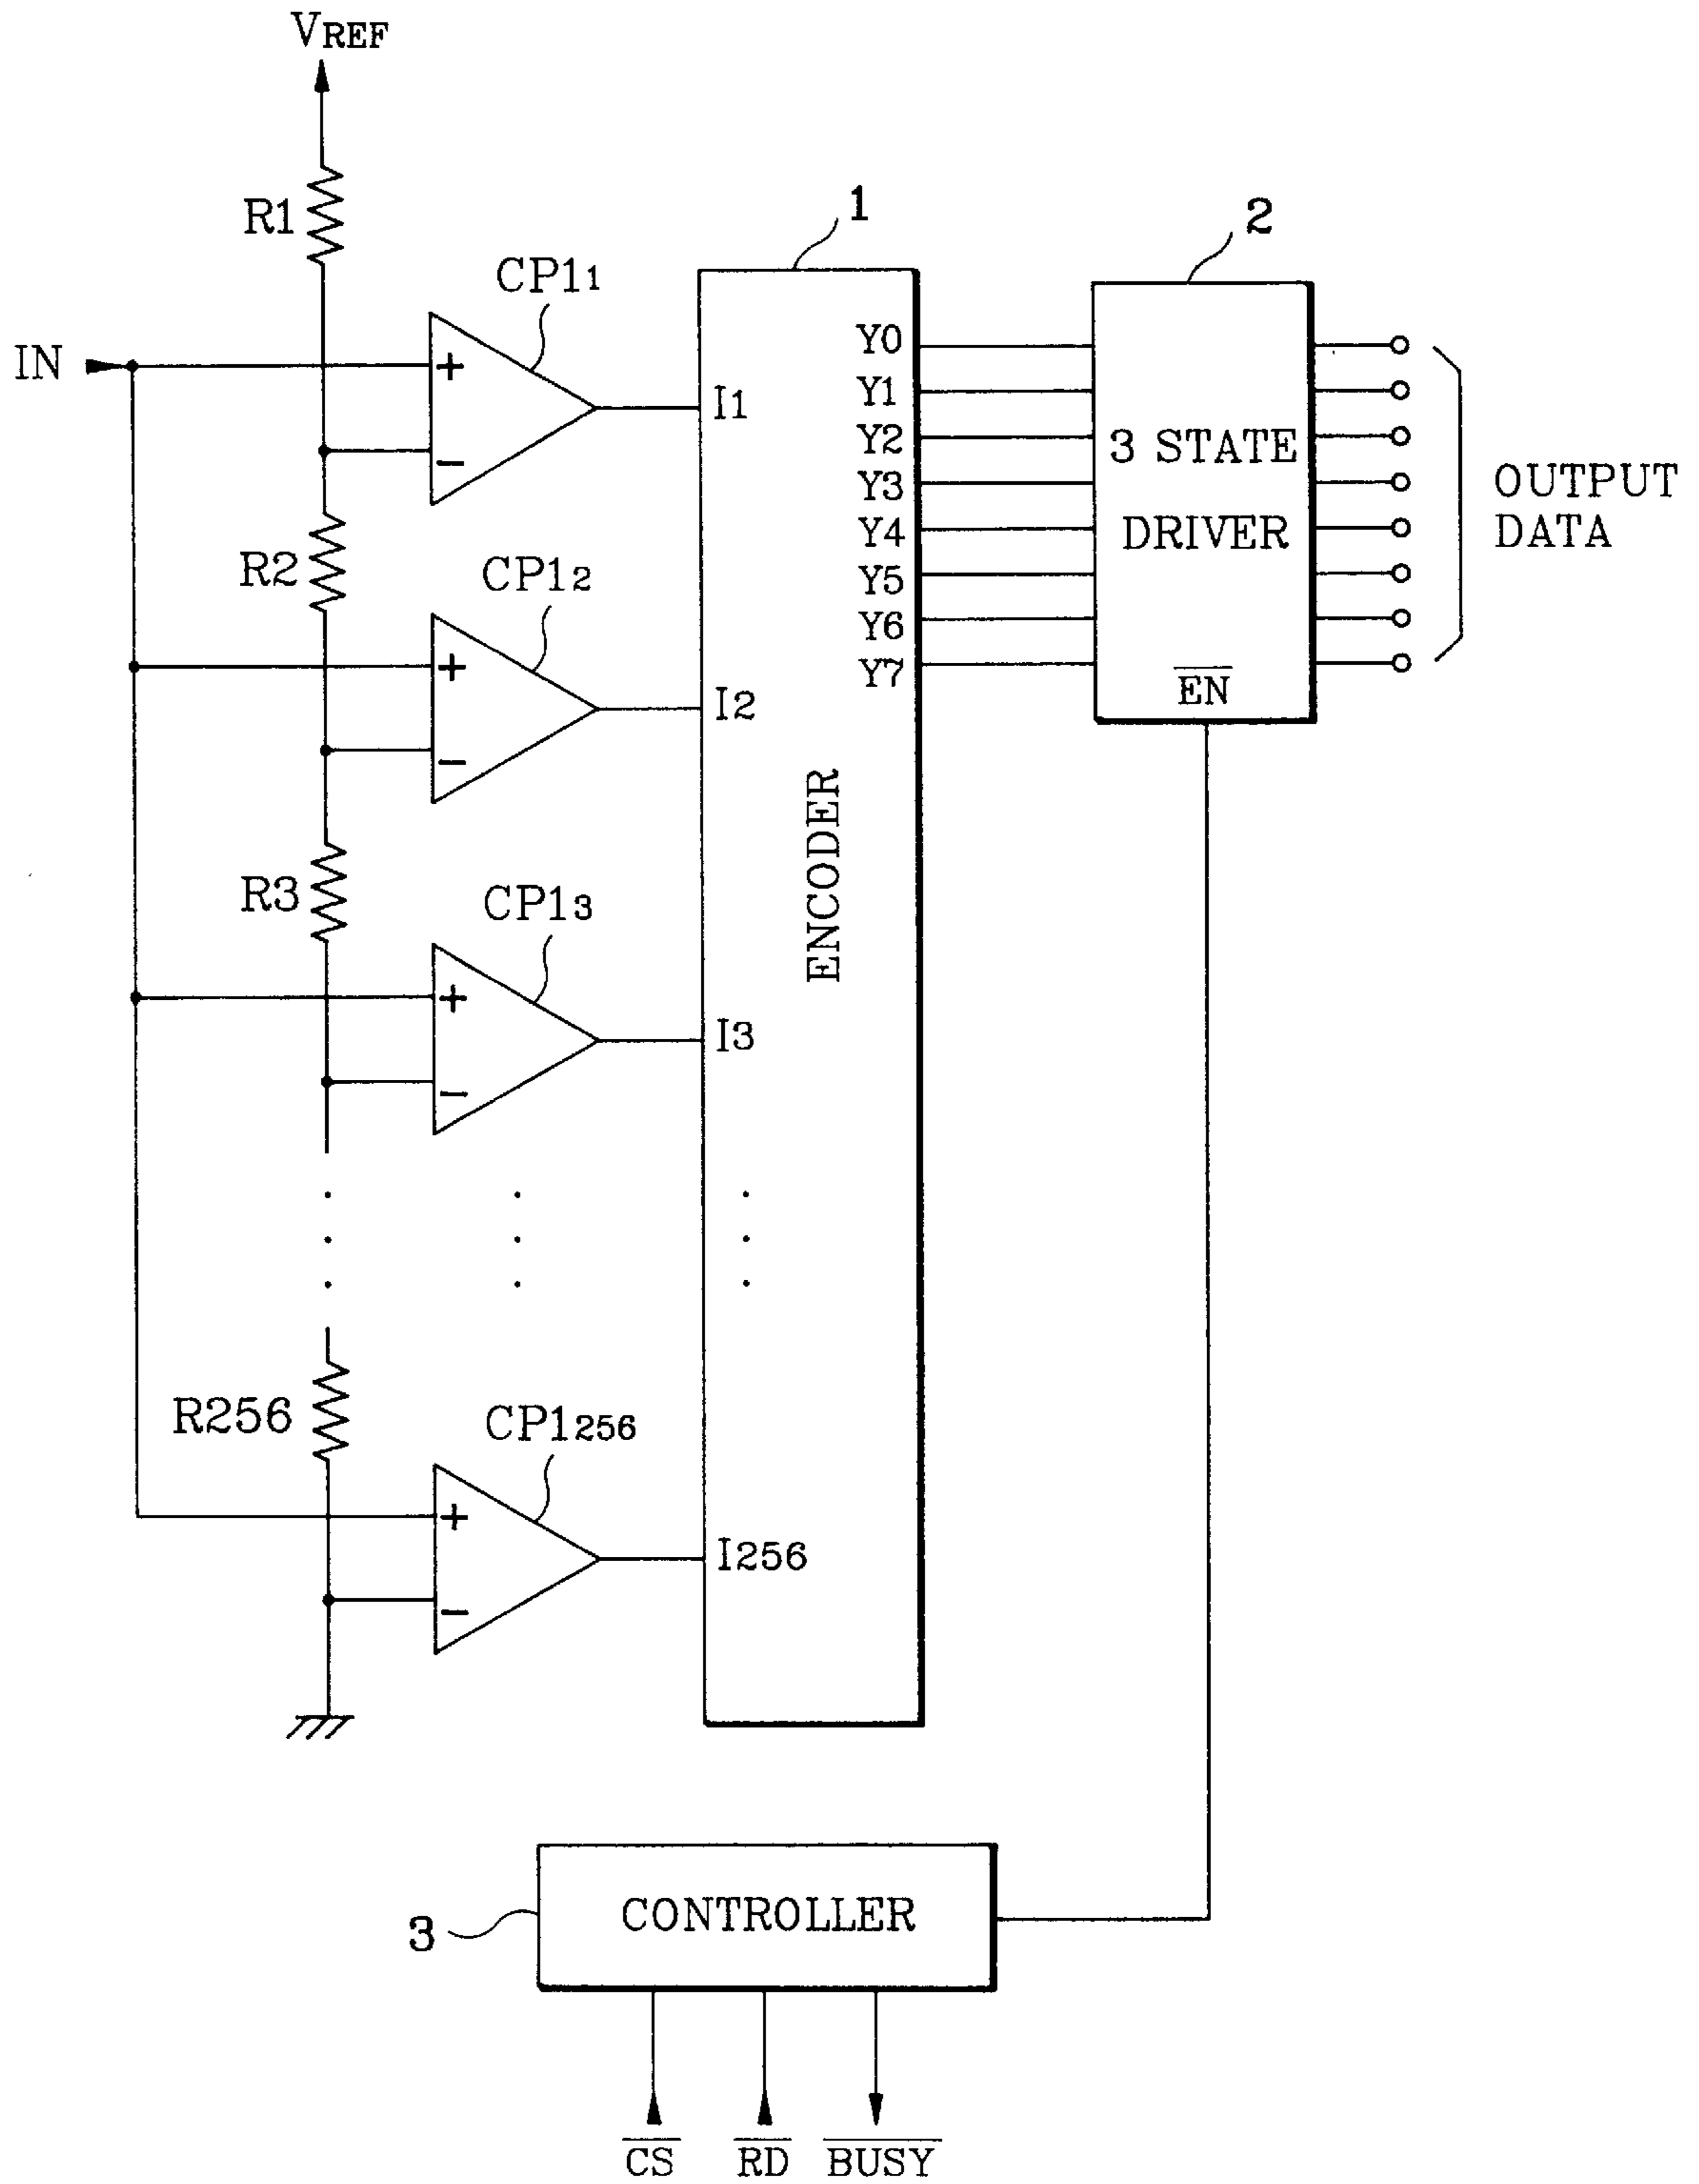 VREF
R1
CP11
1
2
IN
+
−
I1
Y0
Y1
Y2
Y3
Y4
Y5
Y6
Y7
3 STATE
DRIVER
EN
OUTPUT
DATA
R2
CP12
+
−
I2
ENCODER
R3
CP13
+
−
I3
R256
CP1256
+
−
I256
3
CONTROLLER
CS
RD
BUSY